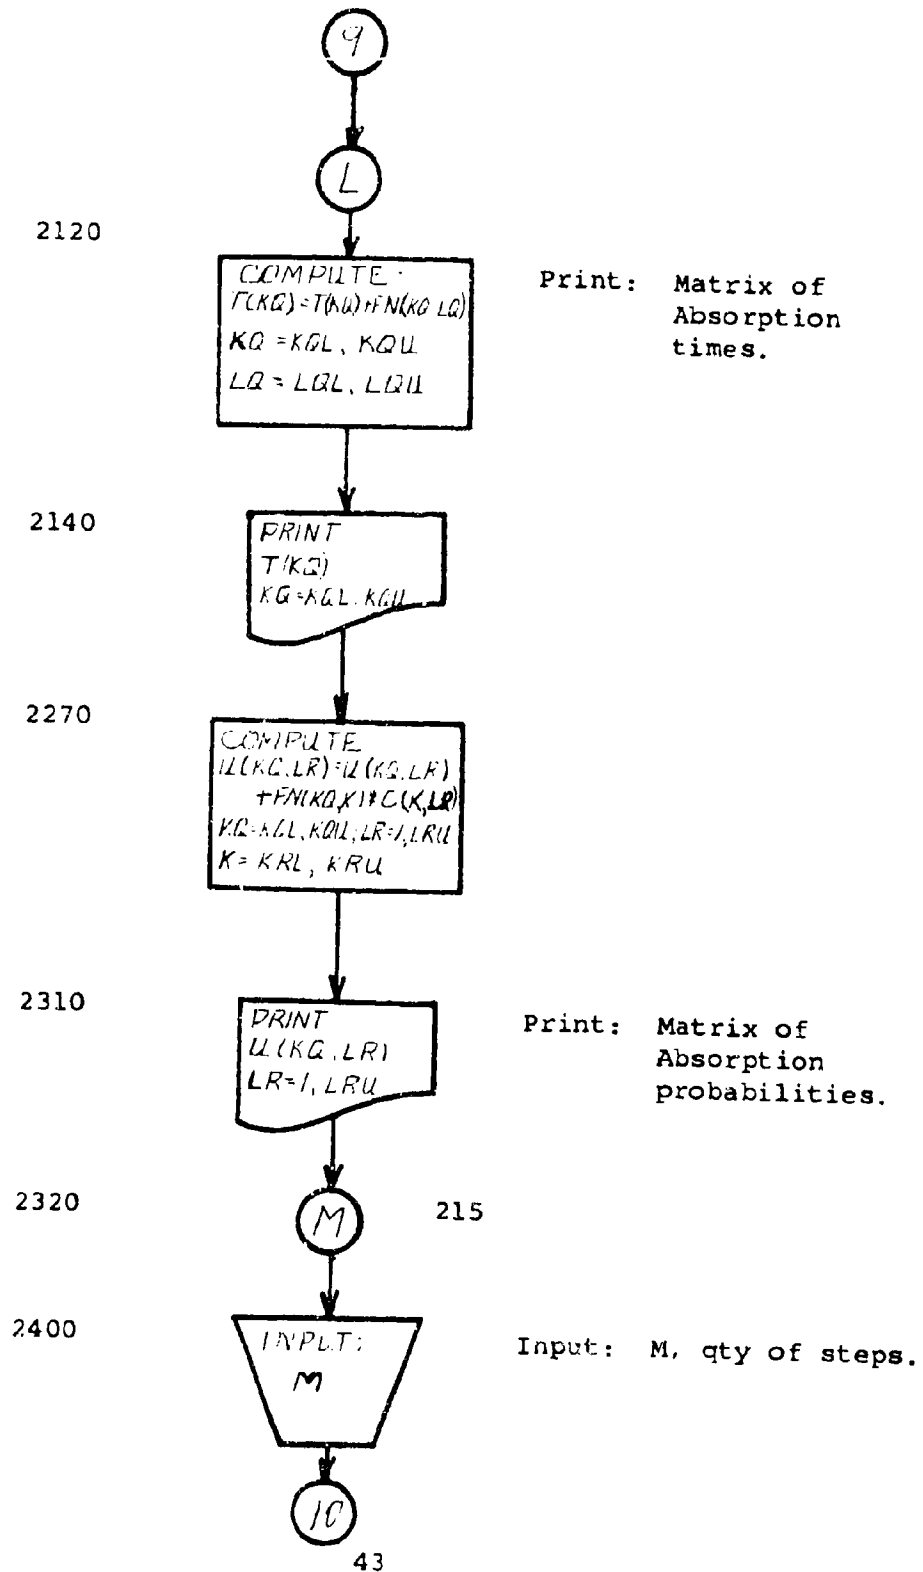 9
L
2120
COMPUTE:
T(KQ)=T(KQ)+FN(KQ,LQ)
KQ = KQL, KQU
LQ = LQL, LQU
Print: Matrix of
Absorption
times.
2140
PRINT
T(KQ)
KQ=KQL, KQU
2270
COMPUTE
U(KQ,LR)=U(KQ,LR)
+FN(KQ,K)*C(K,LR)
KQ=KQL, KQU; LR=1, LRU
K= KRL, KRU
2310
PRINT
U(KQ,LR)
LR=1, LRU
Print: Matrix of
Absorption
probabilities.
2320
M
215
2400
INPUT:
M
Input: M, qty of steps.
10
43